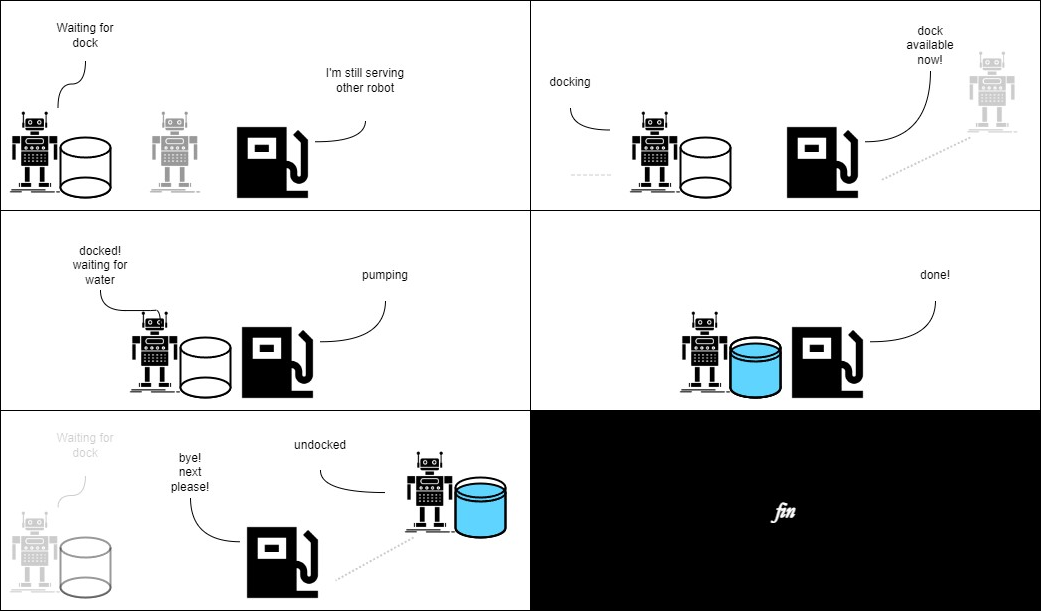 Waiting for
dock
I'm still serving
other robot
docking
dock
available
now!
docked!
waiting for
water
pumping
done!
Waiting for
dock
bye!
next
please!
undocked
fin